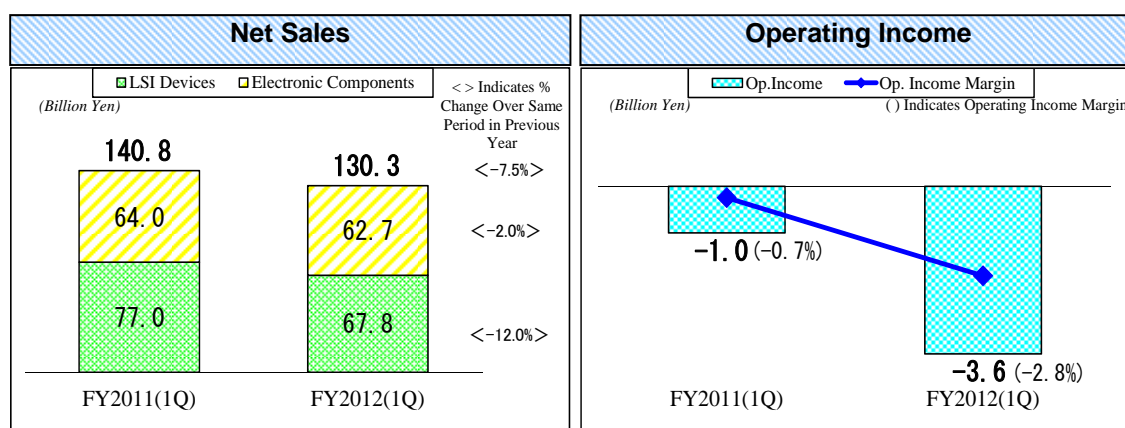 Net Sales
LSI Devices Electronic Components
(Billion Yen)
< > Indicates %
Change Over Same
Period in Previous
Year
140.8
130.3
<-7.5%>
64.0
62.7
<-2.0%>
77.0
67.8
<-12.0%>
FY2011(1Q)
FY2012(1Q)
Operating Income
Op.Income Op. Income Margin
(Billion Yen)
( ) Indicates Operating Income Margin
-1.0 (-0.7%)
-3.6 (-2.8%)
FY2011(1Q)
FY2012(1Q)